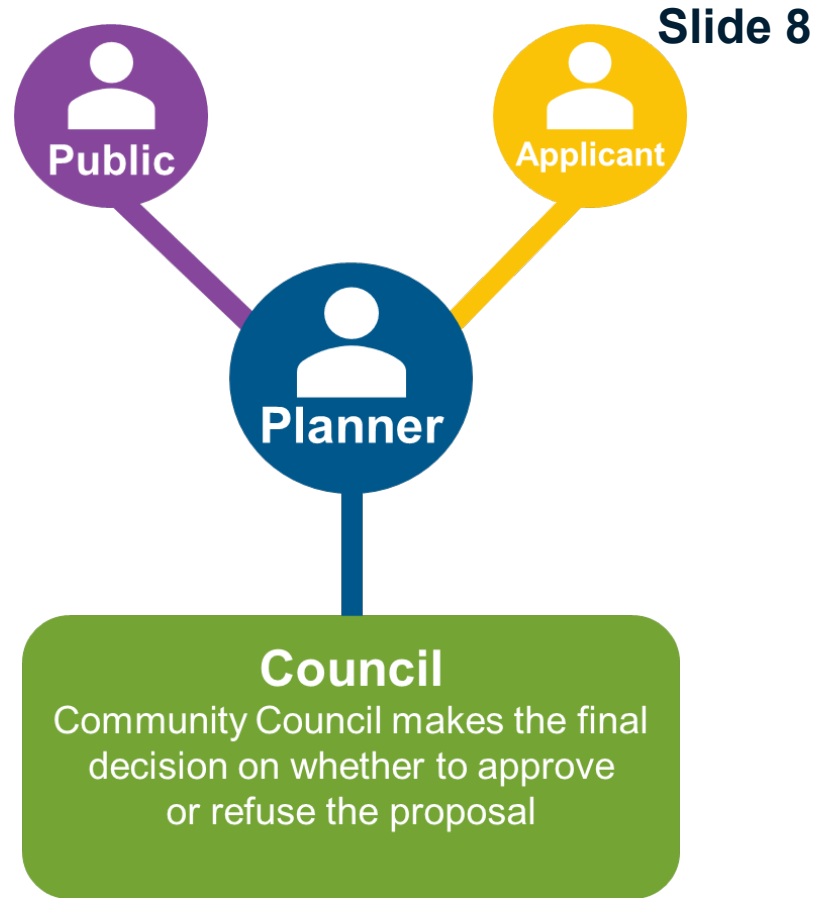 Slide 8
Public
Applicant
Planner
Council
Community Council makes the final
decision on whether to approve
or refuse the proposal